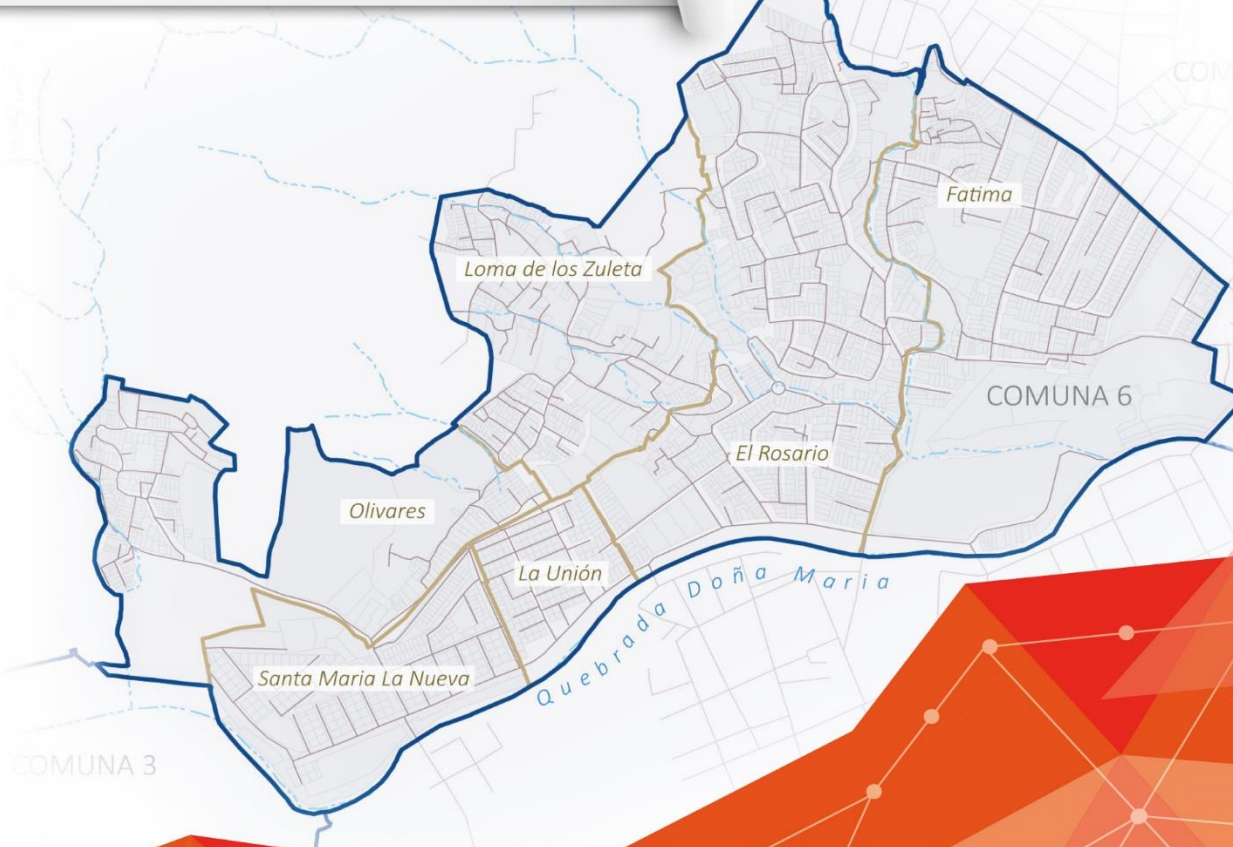 Fatima
Loma de los Zuleta
COMUNA 6
El Rosario
Olivares
La Unión
Quebrada Doña Maria
Santa Maria La Nueva
COMUNA 3